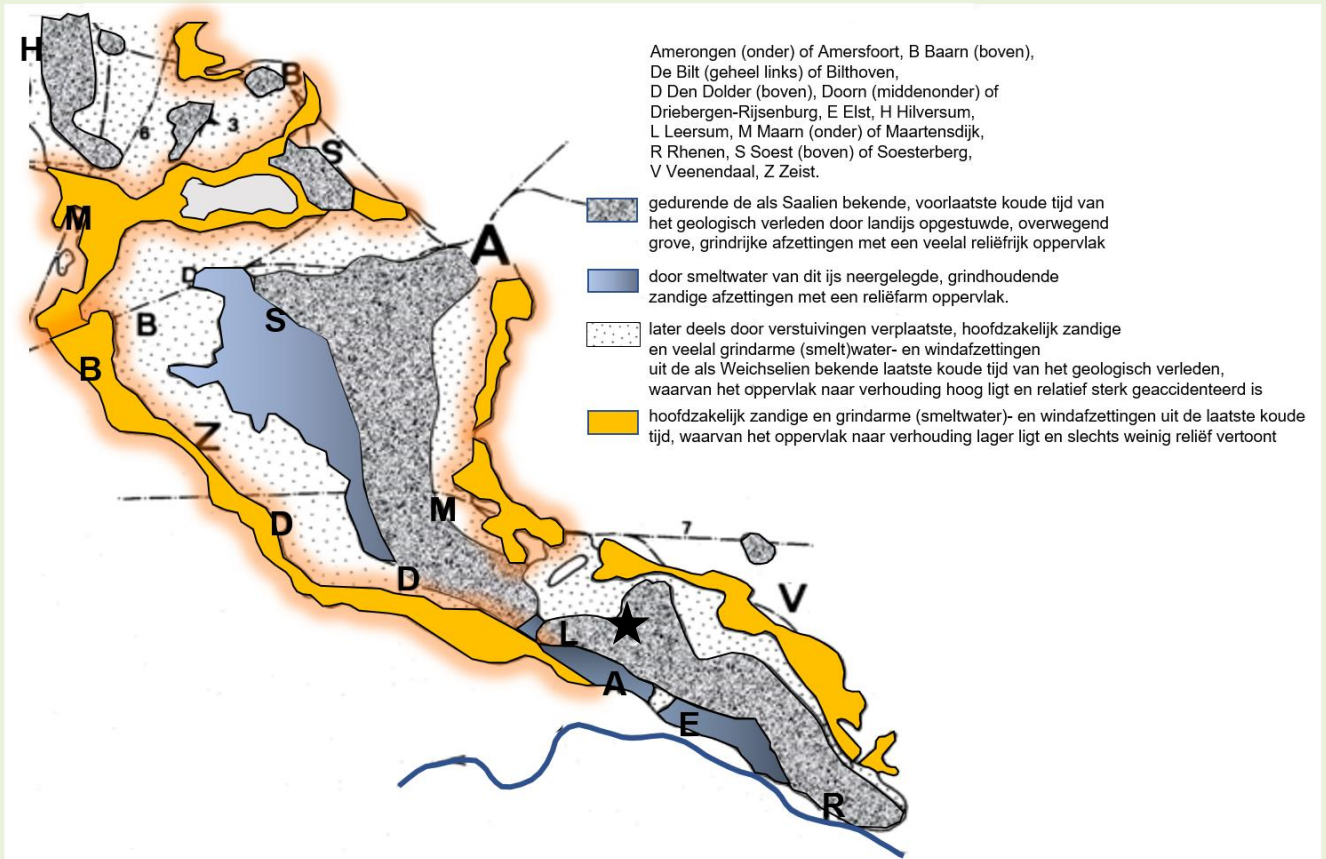 Amerongen (onder) of Amersfoort, B Baarn (boven),
De Bilt (geheel links) of Bilthoven,
D Den Dolder (boven), Doorn (middenonder) of
Driebergen-Rijsenburg, E Elst, H Hilversum,
L Leersum, M Maarn (onder) of Maartensdijk,
R Rhenen, S Soest (boven) of Soesterberg,
V Veenendaal, Z Zeist.
gedurende de als Saalien bekende, voorlaatste koude tijd van
het geologisch verleden door landijs opgestuwde, overwegend
grove, grindrijke afzettingen met een veelal reliëfrijk oppervlak
door smeltwater van dit ijs neergelegde, grindhoudende
zandige afzettingen met een reliëfarm oppervlak.
later deels door verstuivingen verplaatste, hoofdzakelijk zandige
en veelal grindarme (smelt)water- en windafzettingen
uit de als Weichselien bekende laatste koude tijd van het geologisch verleden,
waarvan het oppervlak naar verhouding hoog ligt en relatief sterk geaccidenteerd is
hoofdzakelijk zandige en grindarme (smeltwater)- en windafzettingen uit de laatste koude
tijd, waarvan het oppervlak naar verhouding lager ligt en slechts weinig reliëf vertoont
H
B
6
3
S
M
A
D
B
S
B
Z
M
D
7
D
V
L
A
E
R